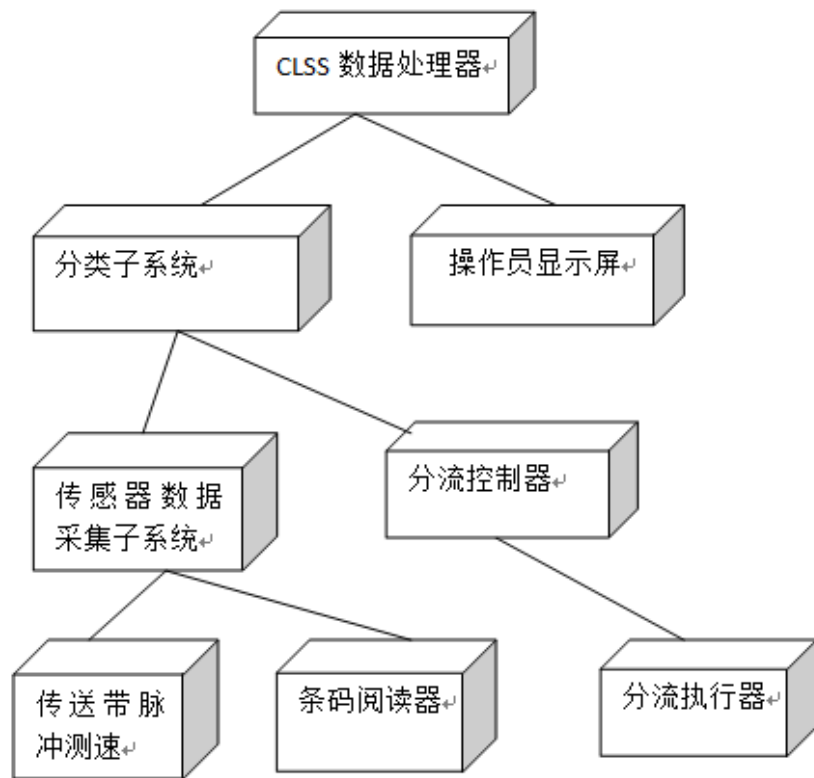 CLSS 数据处理器
分类子系统
操作员显示屏
传感器数据
采集子系统
分流控制器
传送带脉
冲测速
条码阅读器
分流执行器